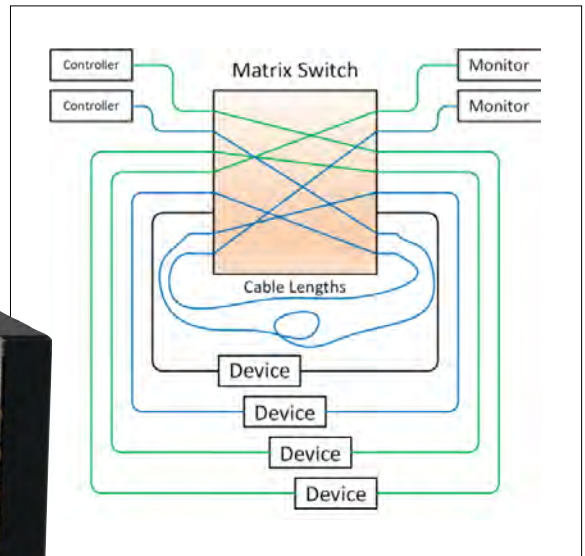 Controller
Matrix Switch
Monitor
Controller
Monitor
Cable Lengths
Device
Device
Device
Device